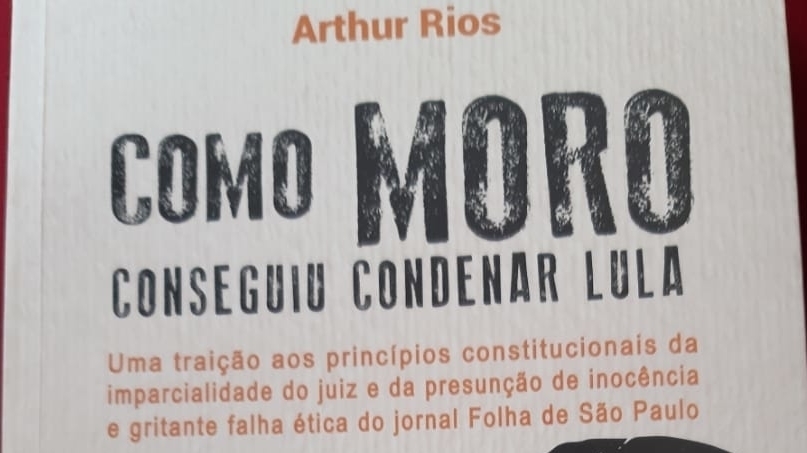 Arthur Rios
COMO MORO
CONSEGUIU CONDENAR LULA
Uma traição aos princípios constitucionais da
imparcialidade do juiz e da presunção de inocência
e gritante falha ética do jornal Folha de São Paulo